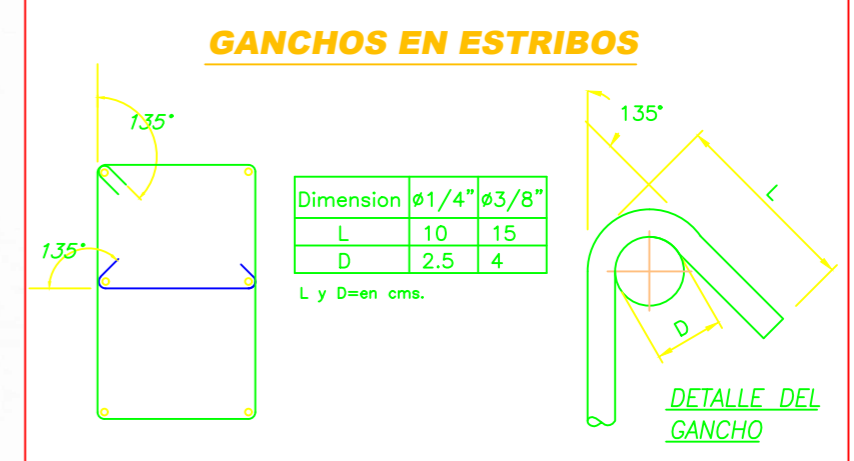 GANCHOS EN ESTRIBOS
135°
135°
Dimension ø1/4" ø3/8"
L 10 15
D 2.5 4
L y D=en cms.
135°
L
D
DETALLE DEL
GANCHO